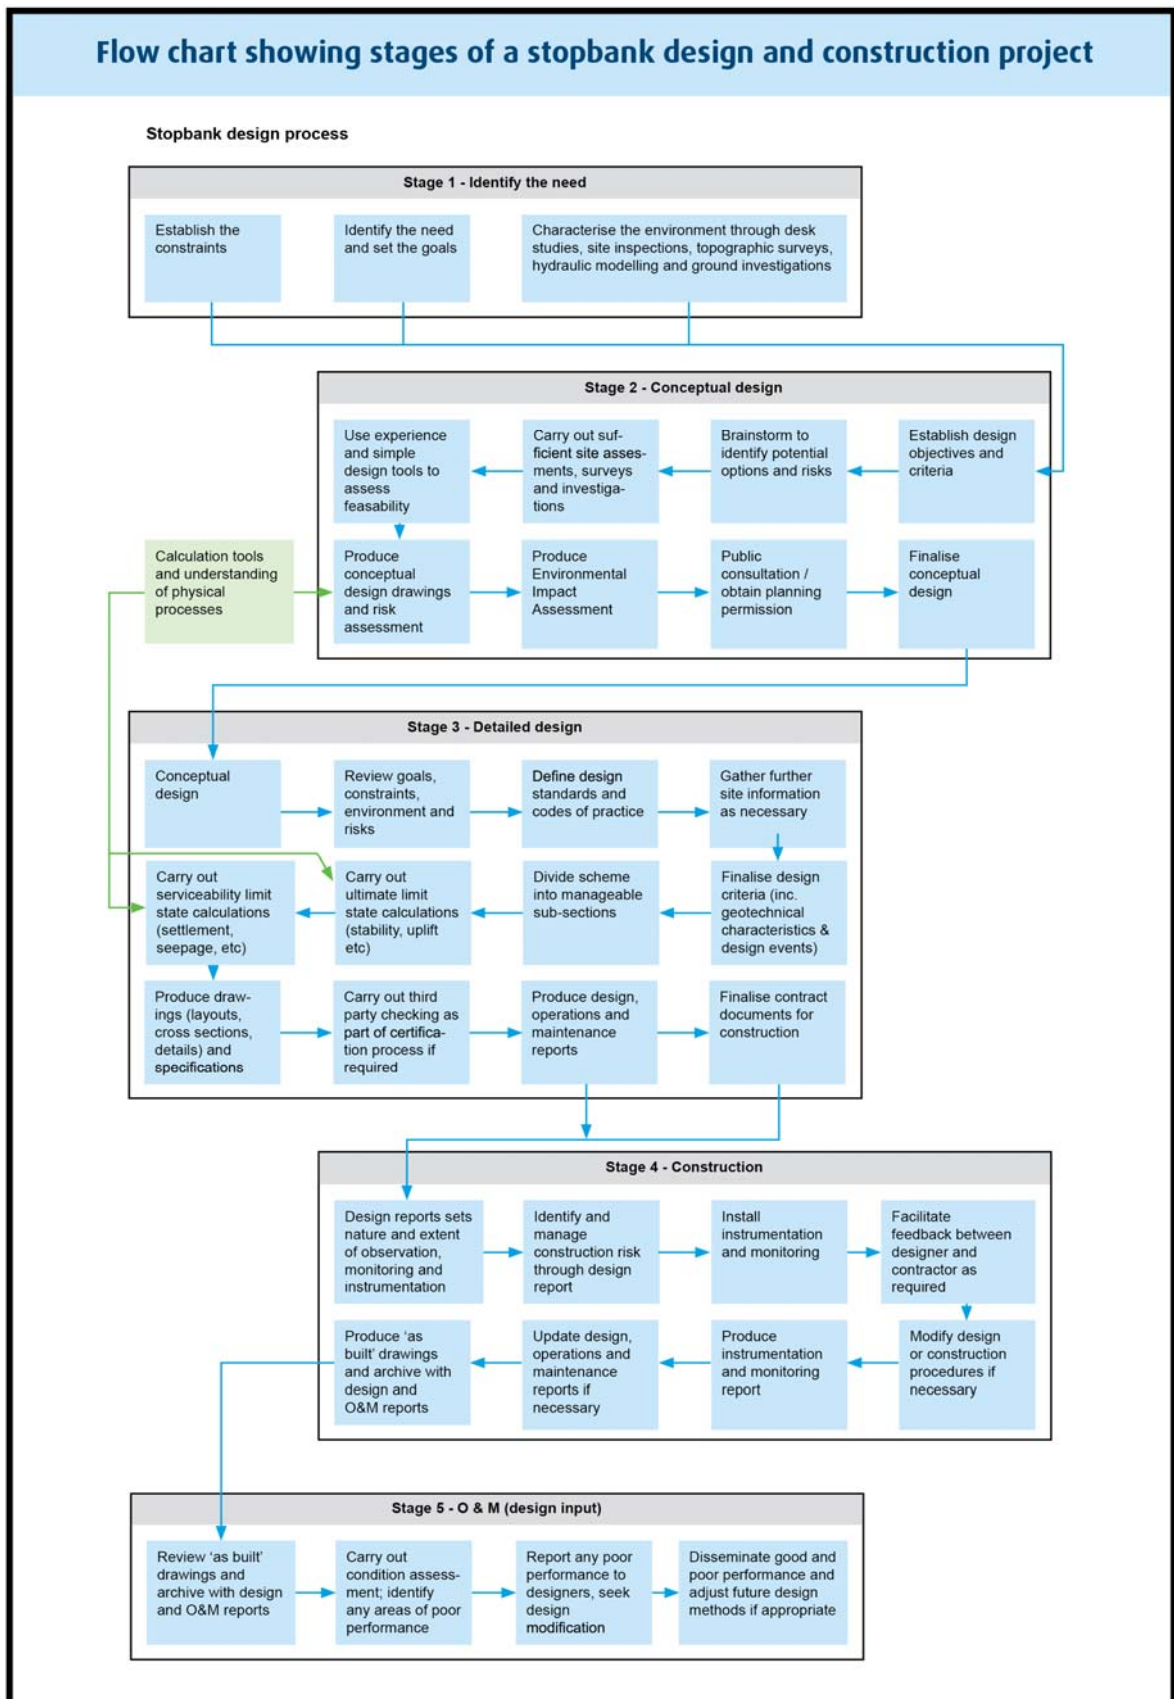 Flow chart showing stages of a stopbank design and construction project
Stopbank design process
Stage 1 - Identify the need
Establish the
constraints
Identify the need
and set the goals
Characterise the environment through desk
studies, site inspections, topographic surveys,
hydraulic modelling and ground investigations
Stage 2 - Conceptual design
Use experience
and simple
design tools to
assess
feasability
Carry out suf-
ficient site asses-
ments, surveys
and investiga-
tions
Brainstorm to
identify potential
options and risks
Establish design
objectives and
criteria
Calculation tools
and understanding
of physical
processes
Produce
conceptual
design drawings
and risk
assessment
Produce
Environmental
Impact
Assessment
Public
consultation /
obtain planning
permission
Finalise
conceptual
design
Stage 3 - Detailed design
Conceptual
design
Review goals,
constraints,
environment and
risks
Define design
standards and
codes of practice
Gather further
site information
as necessary
Carry out
serviceability limit
state calculations
(settlement,
seepage, etc)
Carry out
ultimate limit
state calculations
(stability, uplift
etc)
Divide scheme
into manageable
sub-sections
Finalise design
criteria (inc.
geotechnical
characteristics &
design events)
Produce draw-
ings (layouts,
cross sections,
details) and
specifications
Carry out third
party checking as
part of certifica-
tion process if
required
Produce design,
operations and
maintenance
reports
Finalise contract
documents for
construction
Stage 4 - Construction
Design reports sets
nature and extent
of observation,
monitoring and
instrumentation
Identify and
manage
construction risk
through design
report
Install
instrumentation
and monitoring
Facilitate
feedback between
designer and
contractor as
required
Produce ‘as
built’ drawings
and archive with
design and
O&M reports
Update design,
operations and
maintenance
reports if
necessary
Produce
instrumentation
and monitoring
report
Modify design
or construction
procedures if
necessary
Stage 5 - O & M (design input)
Review ‘as built’
drawings and
archive with design
and O&M reports
Carry out
condition assess-
ment; identify
any areas of poor
performance
Report any poor
performance to
designers, seek
design
modification
Disseminate good and
poor performance and
adjust future design
methods if appropriate